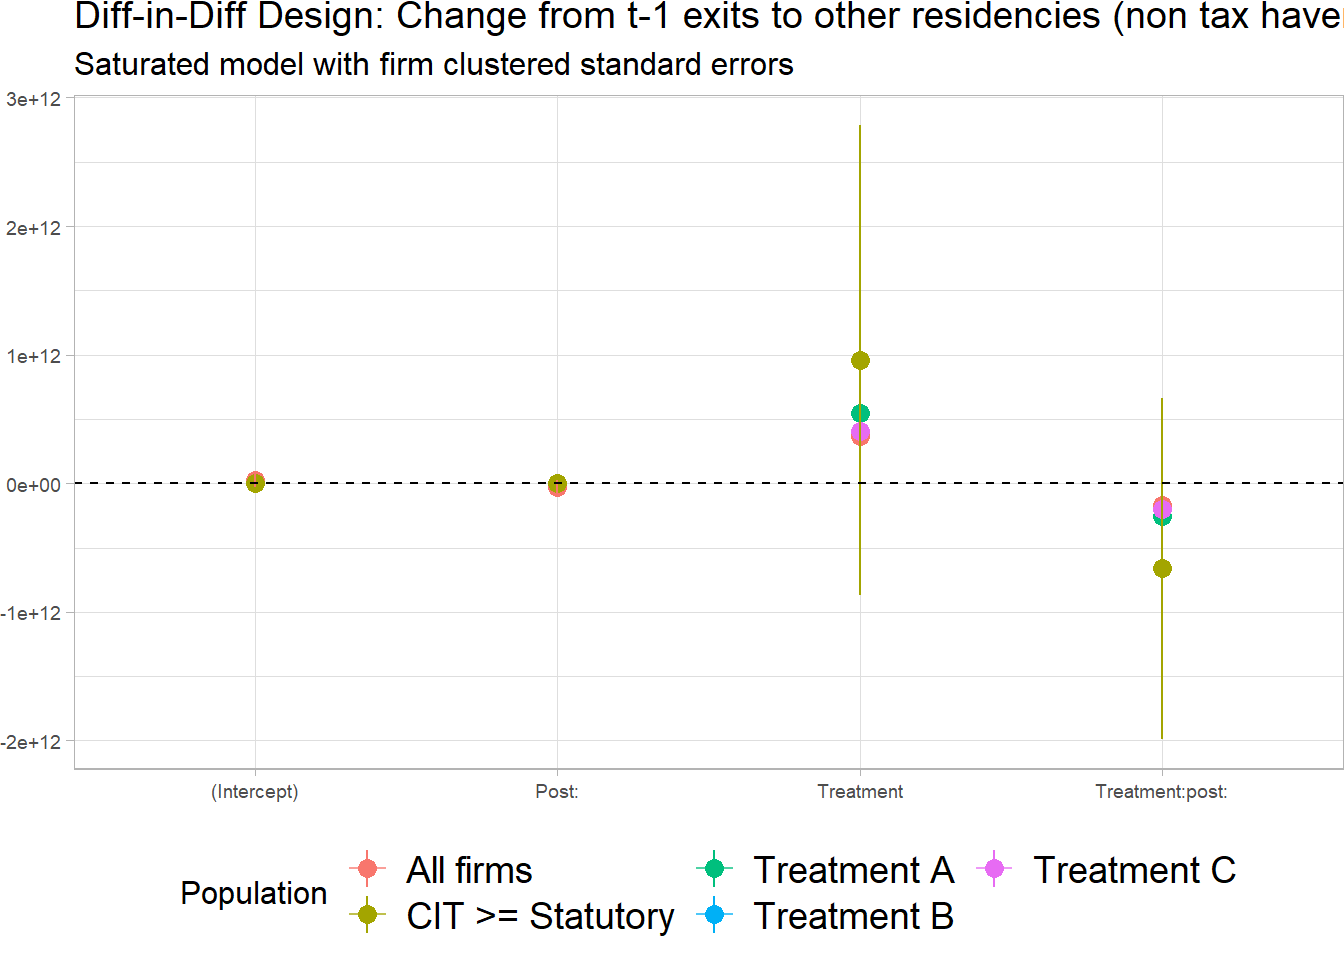 Diff-in-Diff Design: Change from t-1 exits to other residencies (non tax have
Saturated model with firm clustered standard errors
3e+12
2e+12
1e+12
0e+00
-1e+12
-2e+12
(Intercept) Post: Treatment Treatment:post:
Population
All firms Treatment A Treatment C
CIT >= Statutory Treatment B